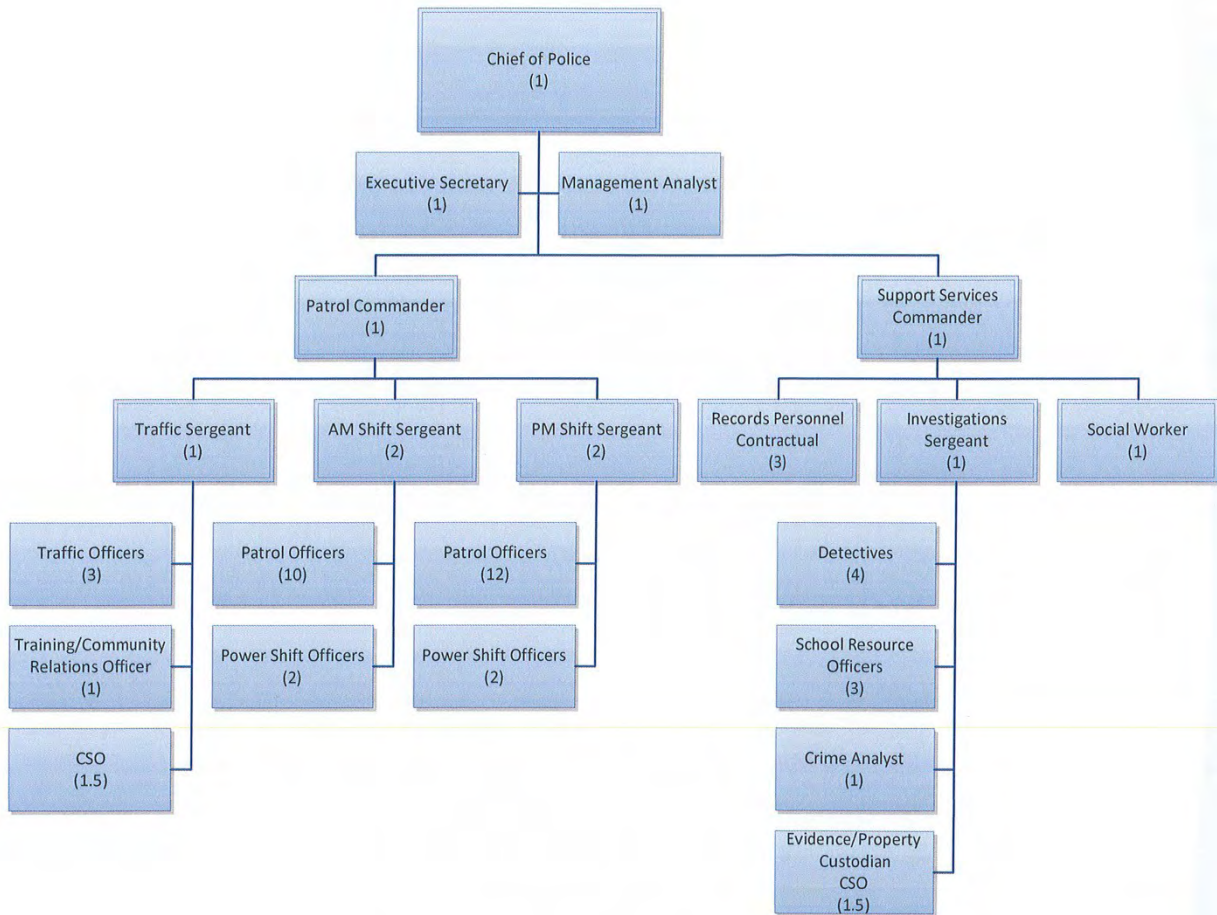 Chief of Police
(1)
Executive Secretary
(1)
Management Analyst
(1)
Patrol Commander
(1)
Support Services
Commander
(1)
Traffic Sergeant
(1)
AM Shift Sergeant
(2)
PM Shift Sergeant
(2)
Records Personnel
Contractual
(3)
Investigations
Sergeant
(1)
Social Worker
(1)
Traffic Officers
(3)
Patrol Officers
(10)
Patrol Officers
(12)
Detectives
(4)
Training/Community
Relations Officer
(1)
Power Shift Officers
(2)
Power Shift Officers
(2)
School Resource
Officers
(3)
CSO
(1.5)
Crime Analyst
(1)
Evidence/Property
Custodian
CSO
(1.5)